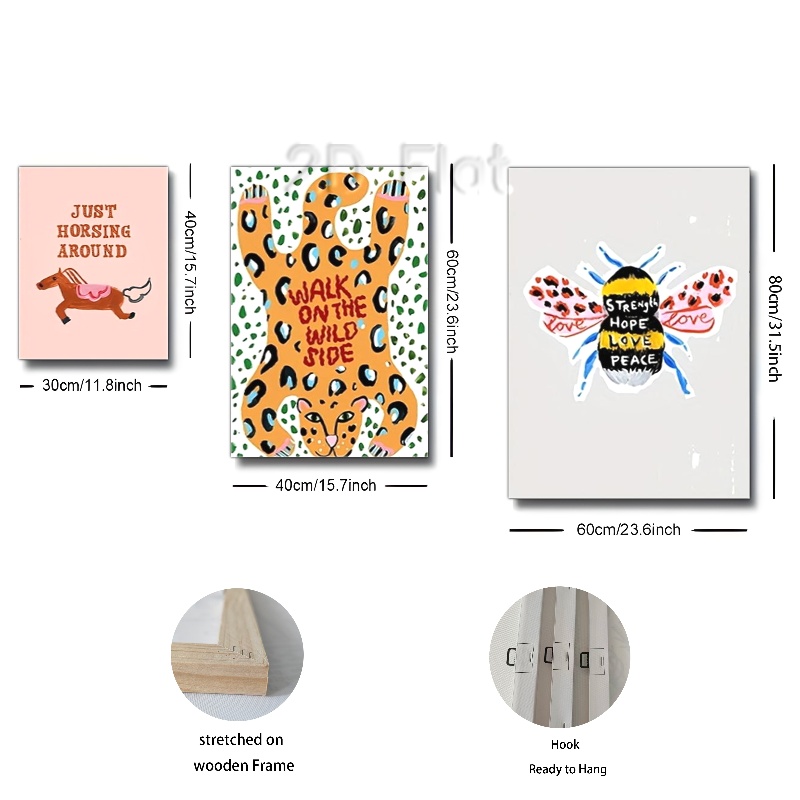 2D Flat
JUST
HORSING
AROUND
40cm/15.7inch
30cm/11.8inch
WALK
ON THE
WILD
SIDE
60cm/23.6inch
40cm/15.7inch
STRENGTH
HOPE
LOVE
PEACE
love
love
80cm/31.5inch
60cm/23.6inch
stretched on
wooden Frame
Hook
Ready to Hang